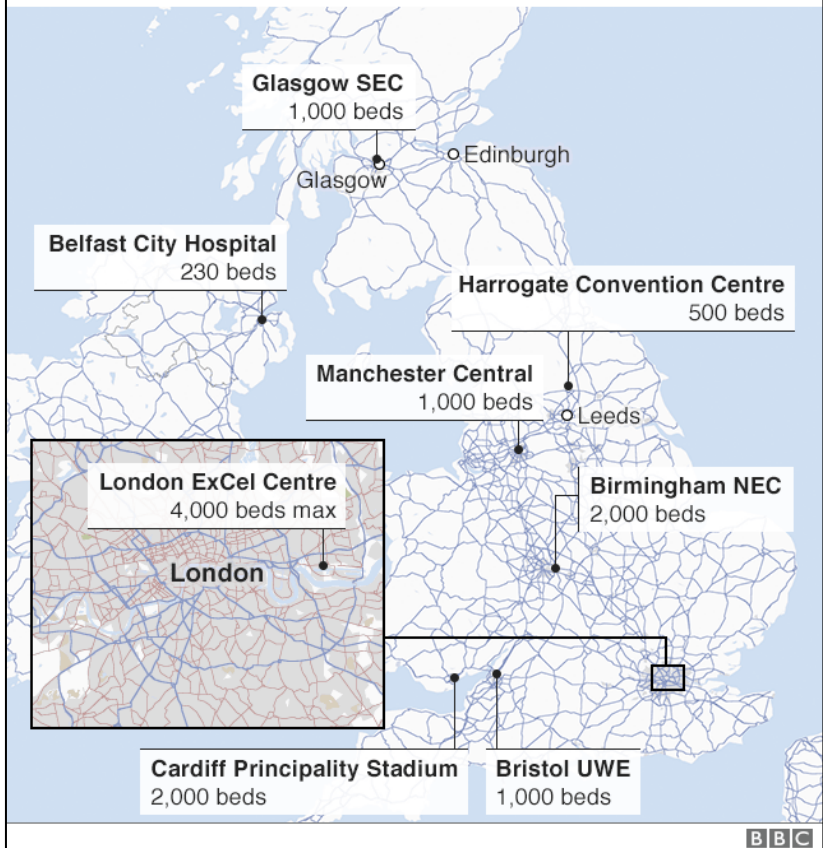 Glasgow SEC
1,000 beds
Edinburgh
Glasgow
Belfast City Hospital
230 beds
Harrogate Convention Centre
500 beds
Manchester Central
1,000 beds
Leeds
London ExCel Centre
4,000 beds max
London
Birmingham NEC
2,000 beds
Cardiff Principality Stadium
2,000 beds
Bristol UWE
1,000 beds
BBC